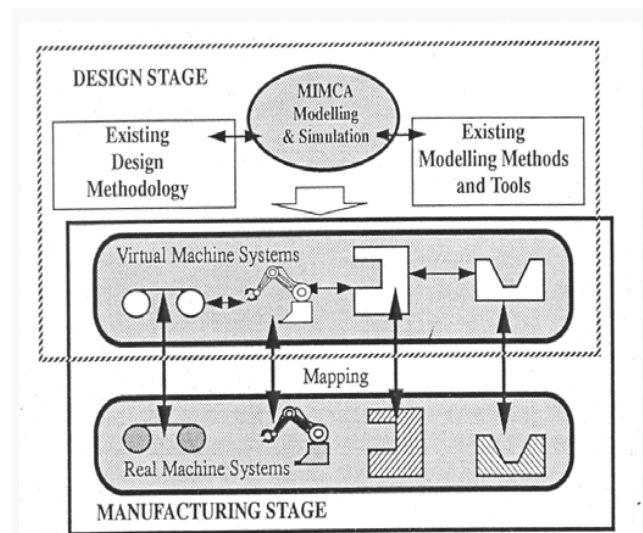 DESIGN STAGE
MIMCA
Modelling
& Simulation
Existing
Design
Methodology
Existing
Modelling Methods
and Tools
Virtual Machine Systems
Mapping
Real Machine Systems
MANUFACTURING STAGE